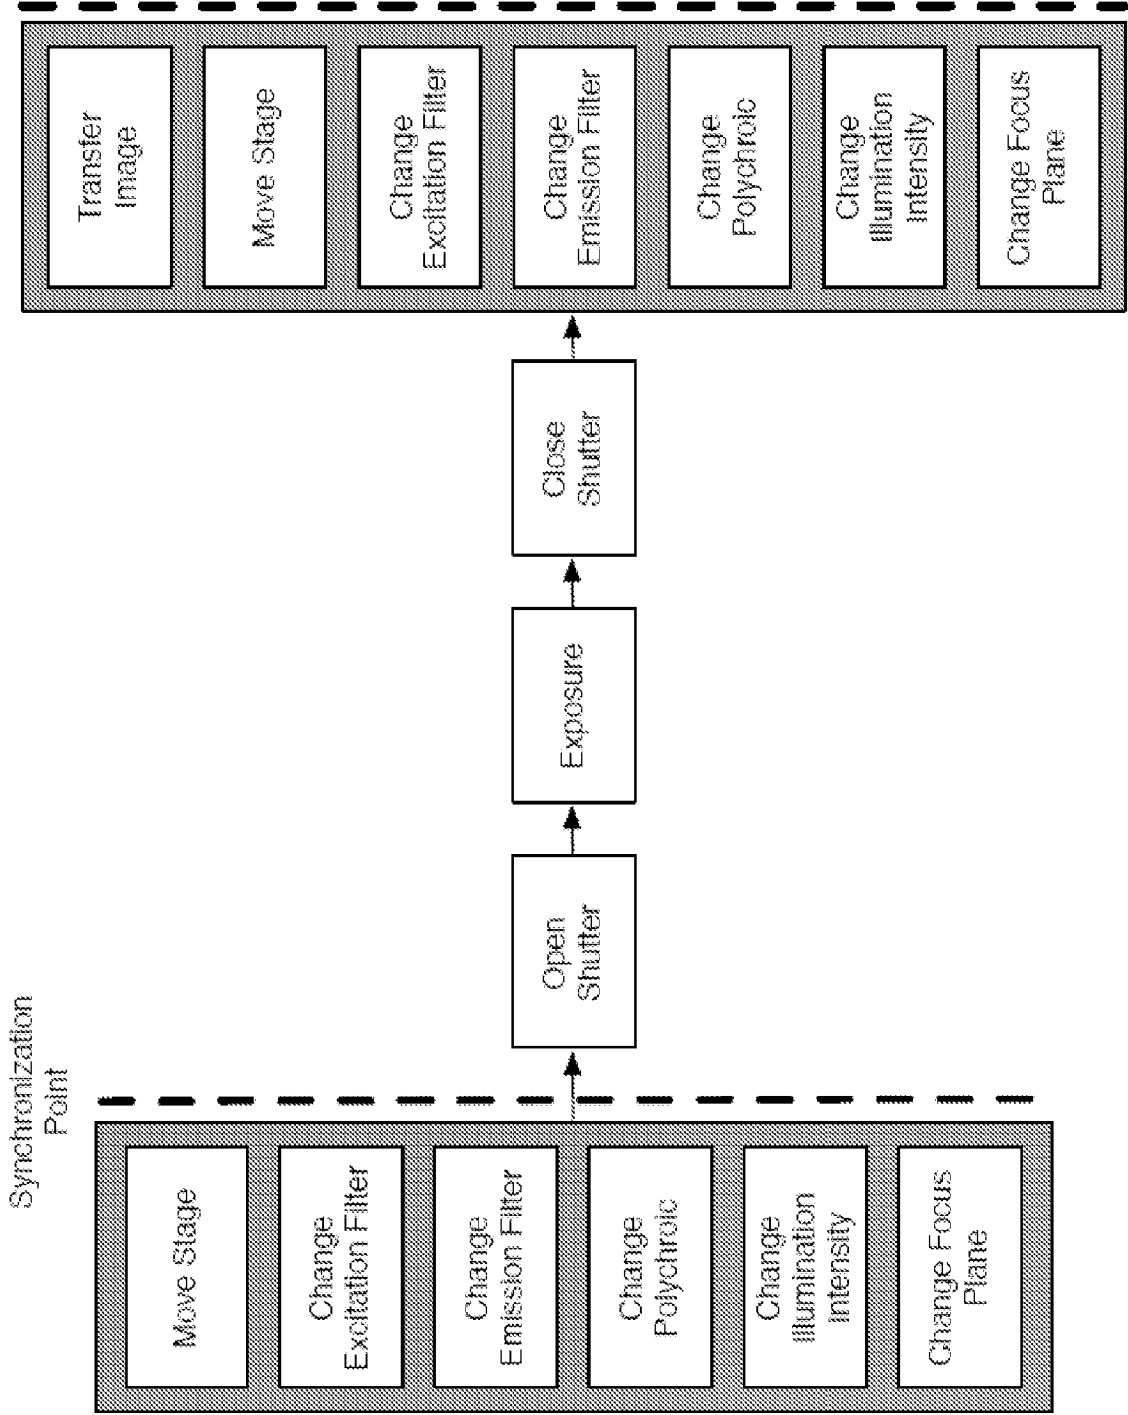 Synchronization
Point
Move Stage
Change
Excitation Filter
Change
Emission Filter
Change
Polychroic
Change
Illumination
Intensity
Change Focus
Plane
Open
Shutter
Exposure
Close
Shutter
Transfer
Image
Move Stage
Change
Excitation Filter
Change
Emission Filter
Change
Polychroic
Change
Illumination
Intensity
Change Focus
Plane